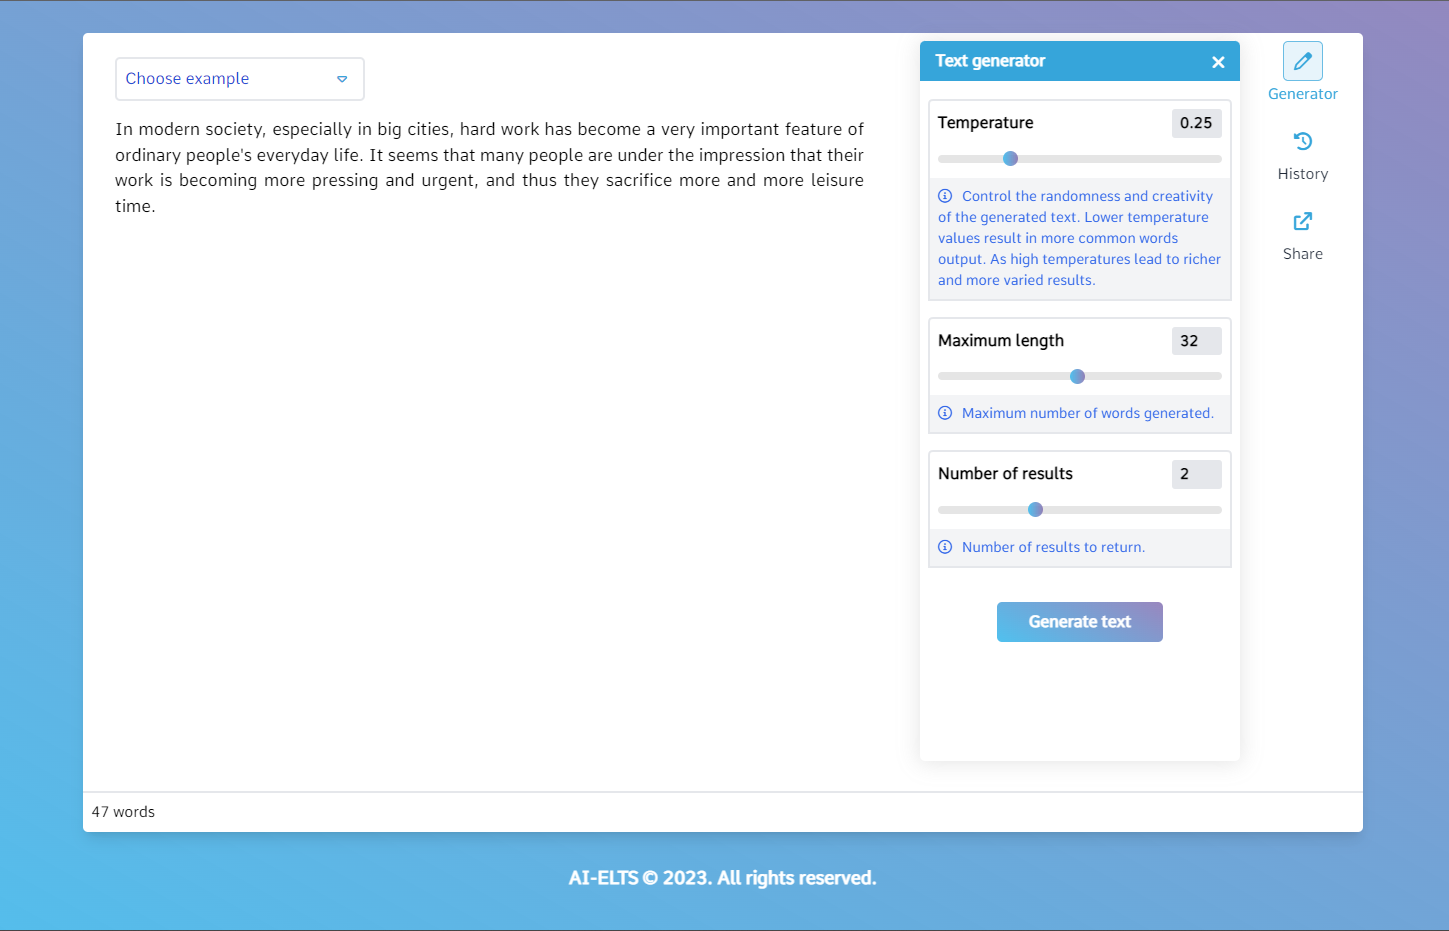 Choose example
In modern society, especially in big cities, hard work has become a very important feature of
ordinary people's everyday life. It seems that many people are under the impression that their
work is becoming more pressing and urgent, and thus they sacrifice more and more leisure
time.
47 words
Text generator
Temperature
0.25
Control the randomness and creativity
of the generated text. Lower temperature
values result in more common words
output. As high temperatures lead to richer
and more varied results.
Maximum length
32
Maximum number of words generated.
Number of results
2
Number of results to return.
Generate text
Generator
History
Share
AI-ELTS © 2023. All rights reserved.